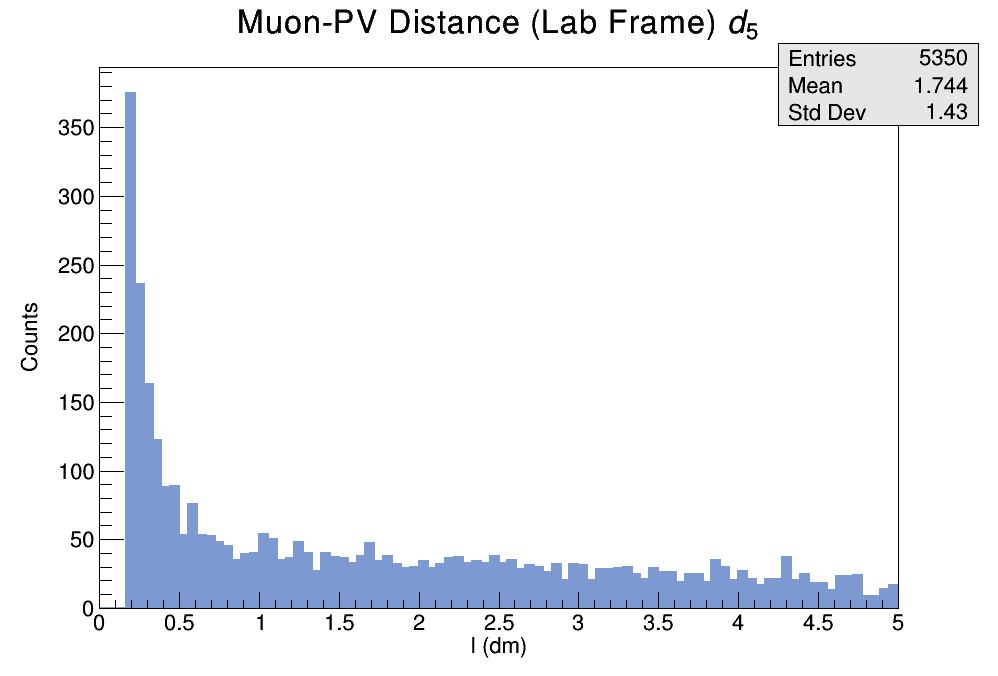 Muon-PV Distance (Lab Frame) d5
Entries 5350
Mean 1.744
Std Dev 1.43
350
300
250
200
150
100
50
0
Counts
0 0.5 1 1.5 2 2.5 3 3.5 4 4.5 5
l (dm)